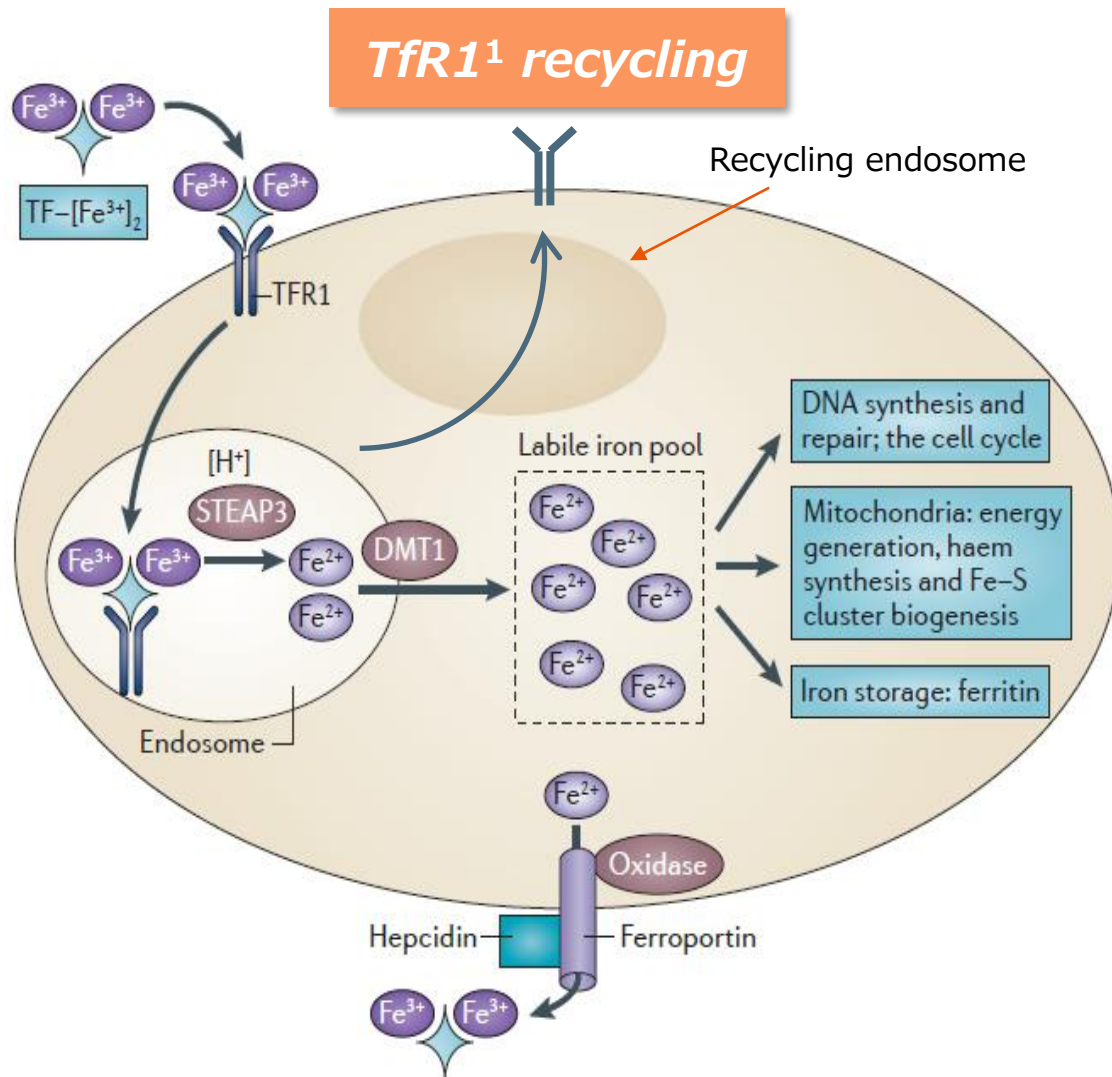 TfR1¹ recycling
Fe³⁺ Fe³⁺
Fe³⁺ Fe³⁺
TF–[Fe³⁺]₂
TFR1
Recycling endosome
[H⁺]
STEAP3
Fe³⁺ Fe³⁺
Fe²⁺
Fe²⁺
DMT1
Endosome
Labile iron pool
Fe²⁺
Fe²⁺
Fe²⁺
Fe²⁺
Fe²⁺
Fe²⁺
DNA synthesis and
repair; the cell cycle
Mitochondria: energy
generation, haem
synthesis and Fe–S
cluster biogenesis
Iron storage: ferritin
Fe²⁺
Oxidase
Hepcidin
Ferroportin
Fe³⁺ Fe³⁺